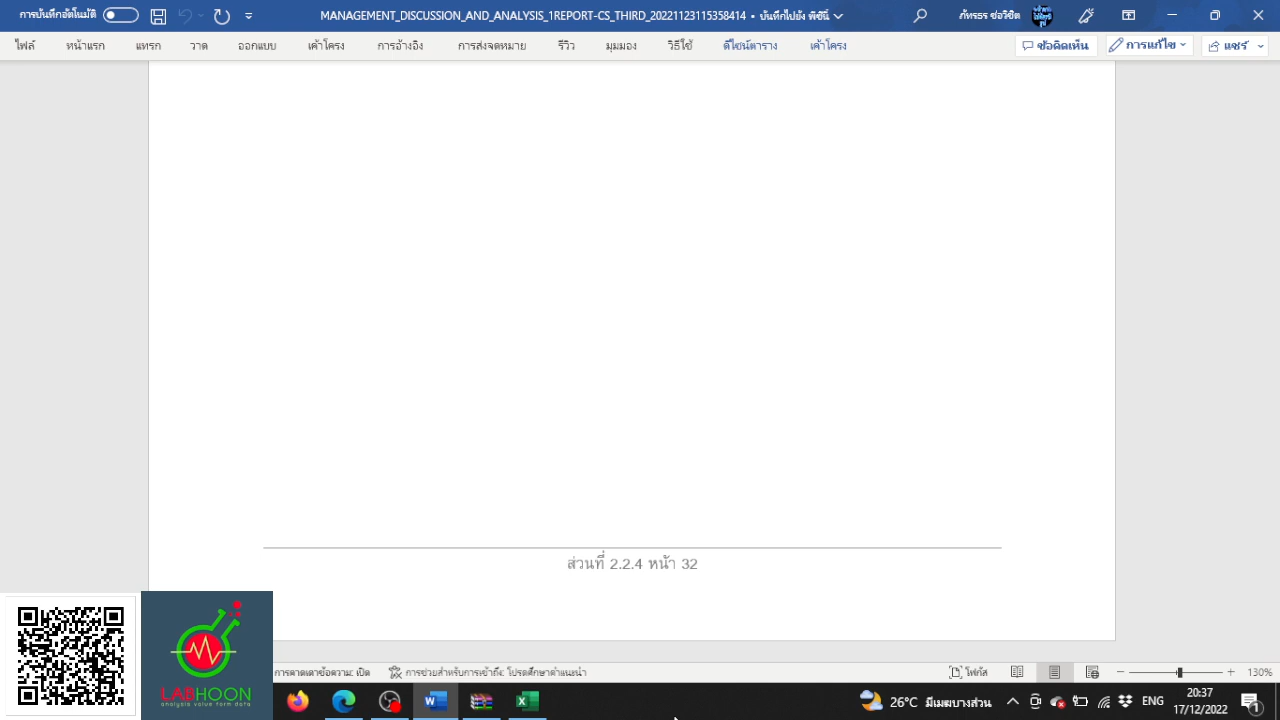 การบันทึกอัตโนมัติ
MANAGEMENT_DISCUSSION_AND_ANALYSIS_1REPORT-CS_THIRD_20221123115358414 • บันทึกไปยัง พีซีนี้
ภัทรธร ช่อวิชิต
ไฟล์ หน้าแรก แทรก วาด ออกแบบ เค้าโครง การอ้างอิง การส่งจดหมาย รีวิว มุมมอง วิธีใช้ ดีไซน์ตาราง เค้าโครง ข้อคิดเห็น การแก้ไข แชร์
ส่วนที่ 2.2.4 หน้า 32
การคาดเดาข้อความ: เปิด การช่วยสำหรับการเข้าถึง: โปรดศึกษาคำแนะนำ โฟกัส 130%
LABHOON
analysis value form data
26°C มีเมฆบางส่วน ENG 20:37
17/12/2022
1